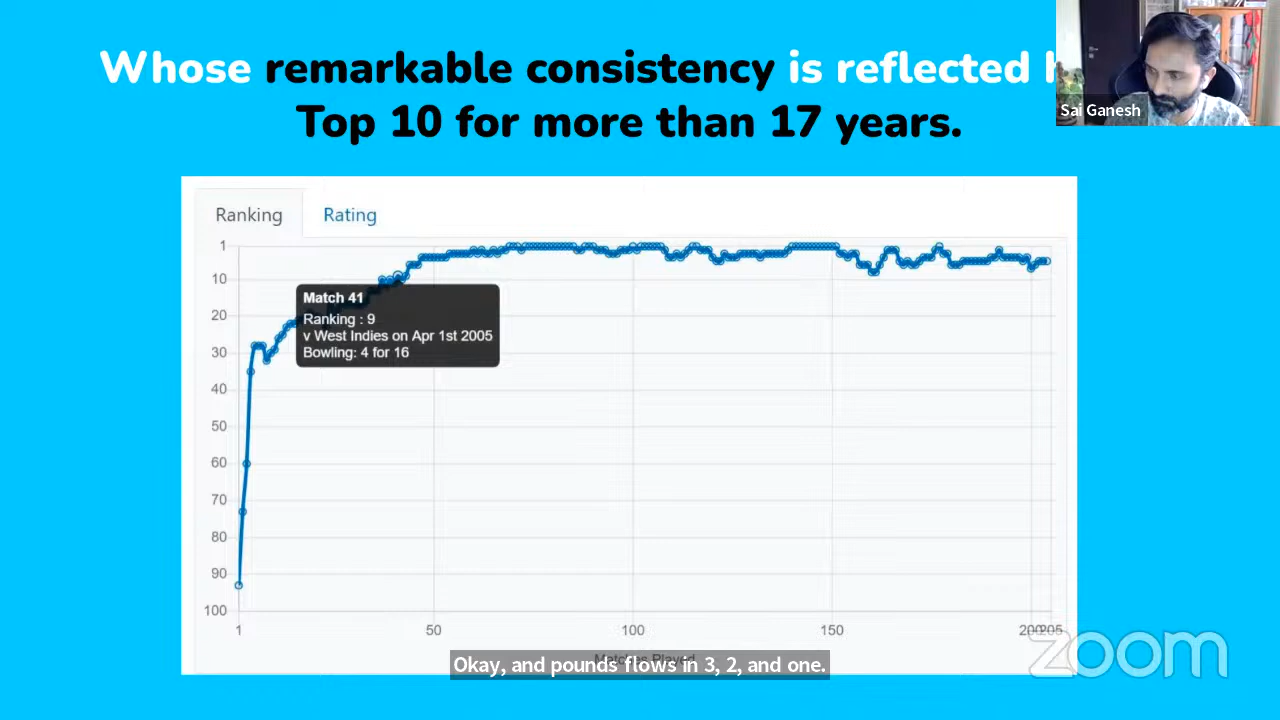 Whose remarkable consistency is reflected
Top 10 for more than 17 years.
Sai Ganesh
Ranking
Rating
1
10
20
30
40
50
60
70
80
90
100
Match 41
Ranking : 9
v West Indies on Apr 1st 2005
Bowling: 4 for 16
1
50
100
150
200
205
Okay, and pounds flows in 3, 2, and one.
zoom